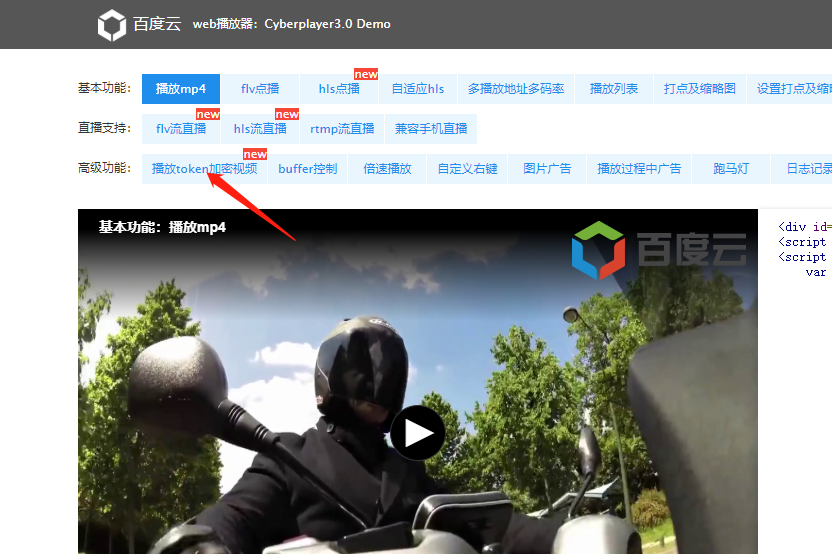 百度云 web播放器：Cyberplayer3.0 Demo
new
基本功能： 播放mp4 flv点播 hls点播 自适应hls 多播放地址多码率 播放列表 打点及缩略图 设置打点及缩
new new
直播支持： flv流直播 hls流直播 rtmp流直播 兼容手机直播
new
高级功能： 播放token加密视频 buffer控制 倍速播放 自定义右键 图片广告 播放过程中广告 跑马灯 日志记录
基本功能：播放mp4
百度云
<div id=
<script
<script
var